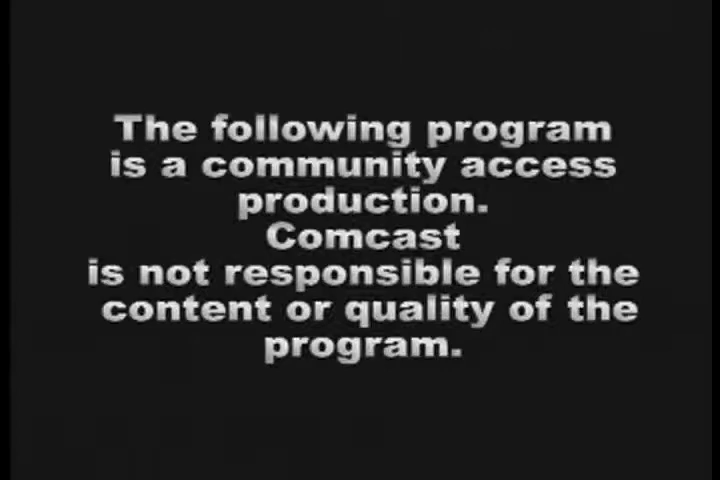 The following program
is a community access
production.
Comcast
is not responsible for the
content or quality of the
program.